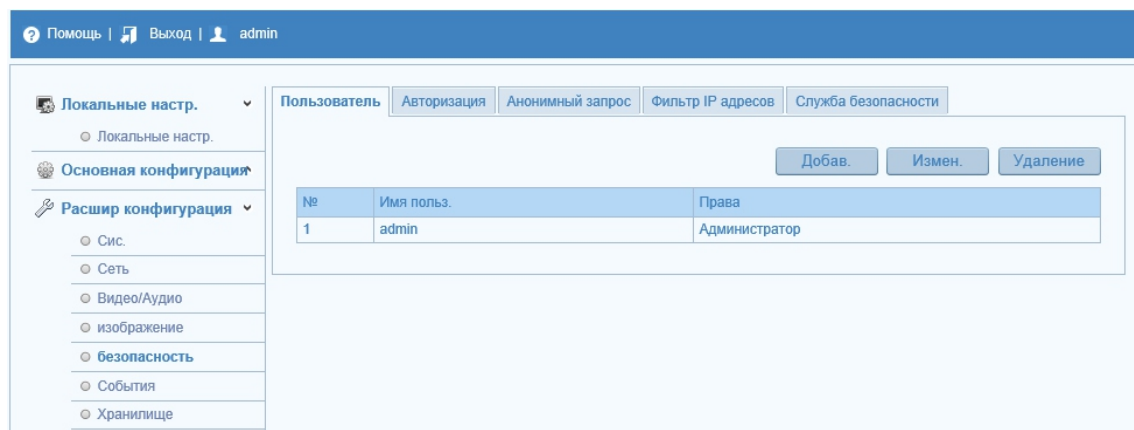 Помощь | Выход | admin
Локальные настр.
Локальные настр.
Основная конфигурация
Расшир конфигурация
Сис.
Сеть
Видео/Аудио
изображение
безопасность
События
Хранилище
Пользователь Авторизация Анонимный запрос Фильтр IP адресов Служба безопасности
Добав. Измен. Удаление
№ Имя польз. Права
1 admin Администратор